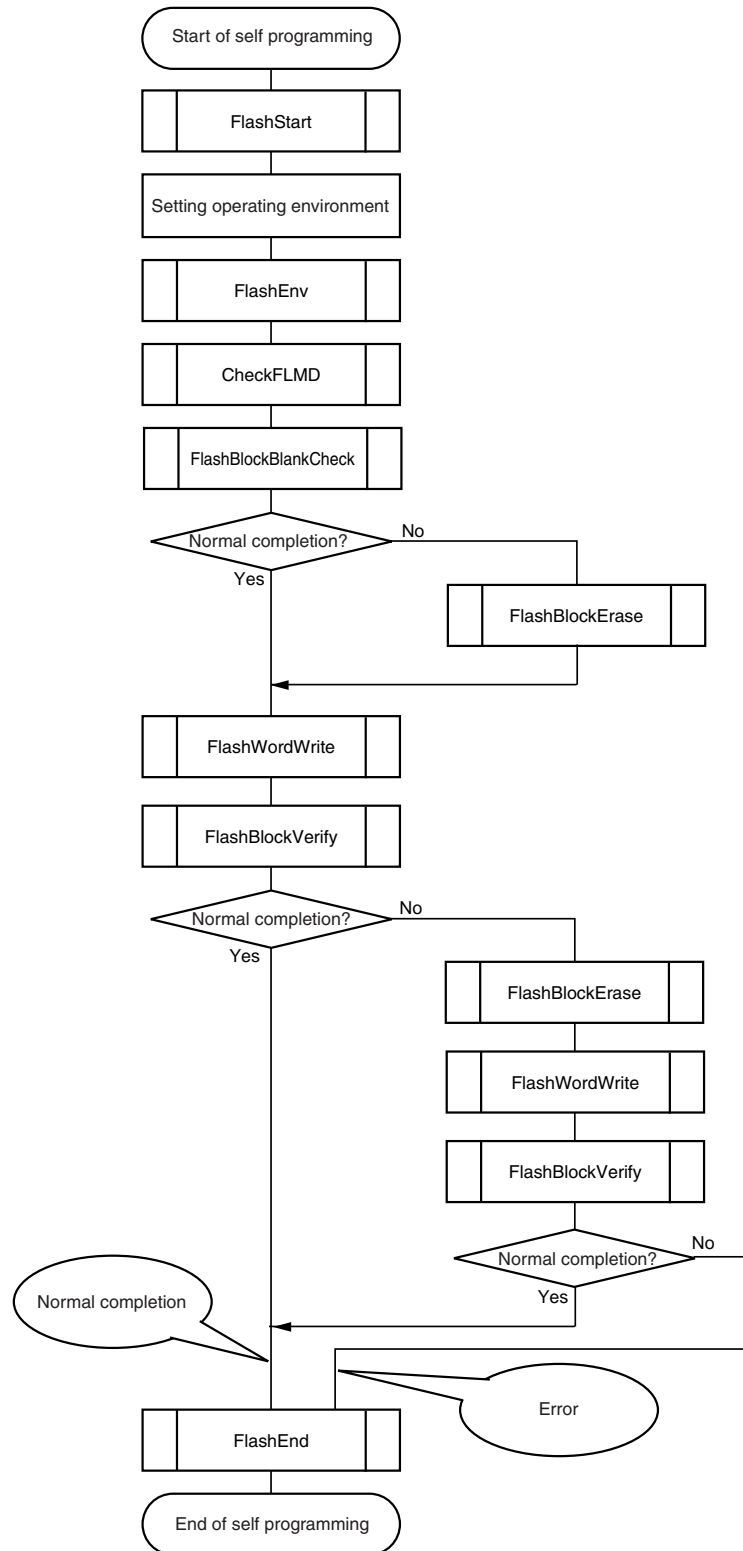 Start of self programming
FlashStart
Setting operating environment
FlashEnv
CheckFLMD
FlashBlockBlankCheck
Normal completion?
No
Yes
FlashBlockErase
FlashWordWrite
FlashBlockVerify
Normal completion?
No
Yes
FlashBlockErase
FlashWordWrite
FlashBlockVerify
Normal completion?
No
Yes
Normal completion
Error
FlashEnd
End of self programming